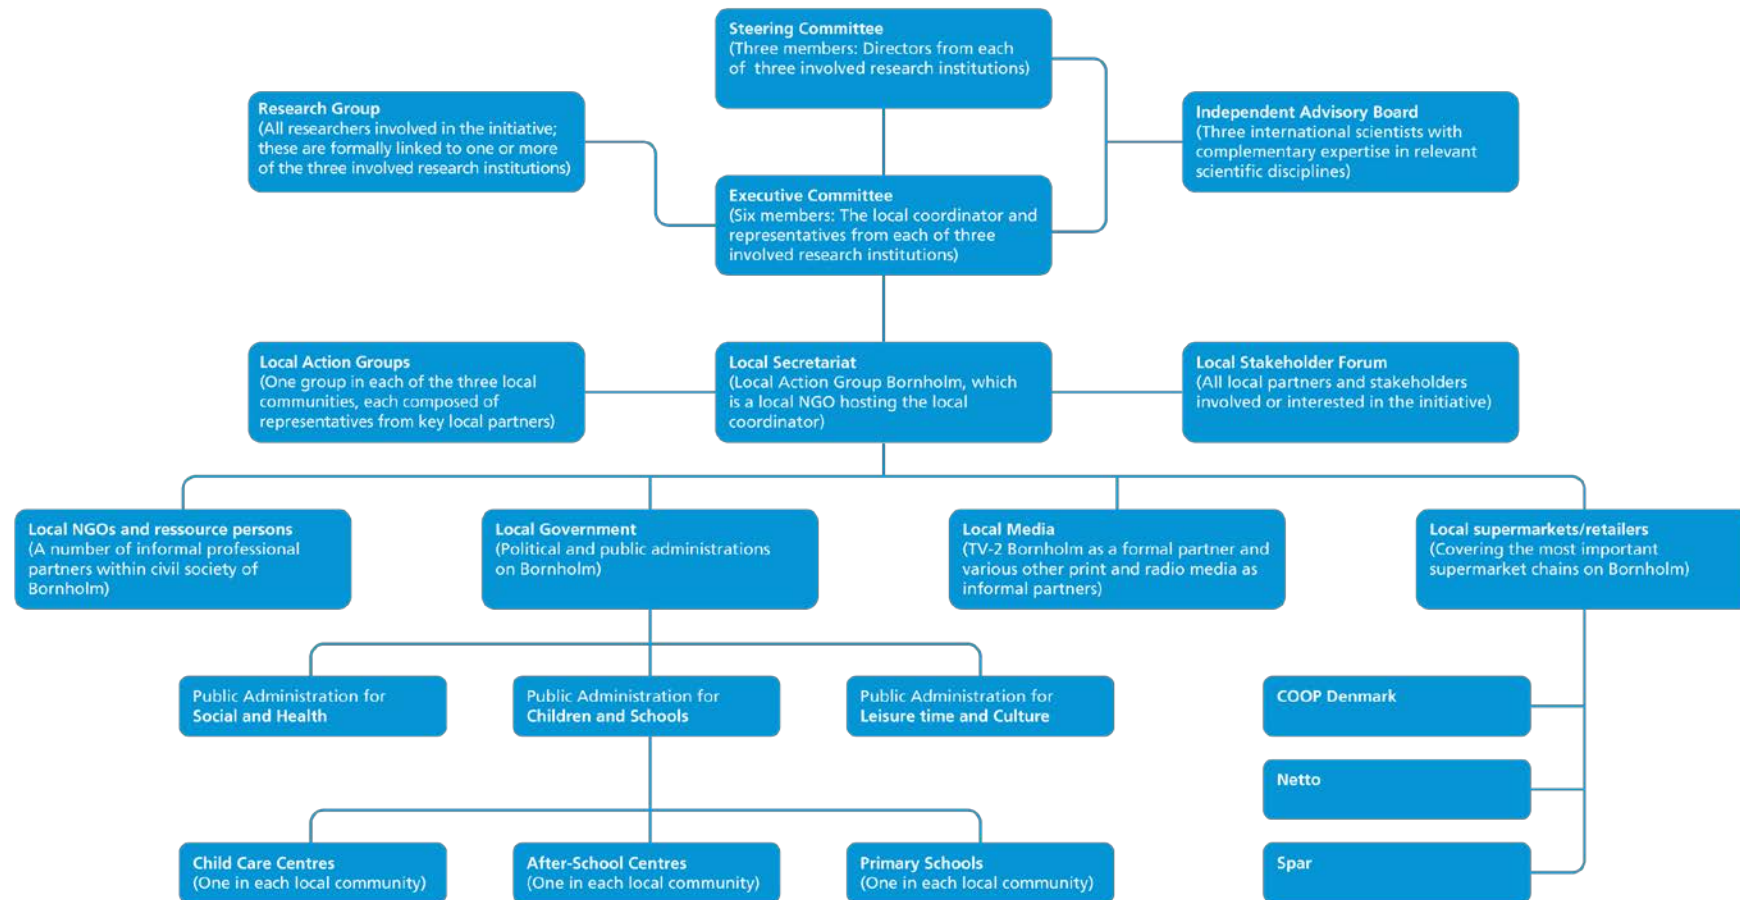 Steering Committee
(Three members: Directors from each
of three involved research institutions)
Research Group
(All researchers involved in the initiative;
these are formally linked to one or more
of the three involved research institutions)
Independent Advisory Board
(Three international scientists with
complementary expertise in relevant
scientific disciplines)
Executive Committee
(Six members: The local coordinator and
representatives from each of three
involved research institutions)
Local Action Groups
(One group in each of the three local
communities, each composed of
representatives from key local partners)
Local Secretariat
(Local Action Group Bornholm, which
is a local NGO hosting the local
coordinator)
Local Stakeholder Forum
(All local partners and stakeholders
involved or interested in the initiative)
Local NGOs and ressource persons
(A number of informal professional
partners within civil society of
Bornholm)
Local Government
(Political and public administrations
on Bornholm)
Local Media
(TV-2 Bornholm as a formal partner and
various other print and radio media as
informal partners)
Local supermarkets/retailers
(Covering the most important
supermarket chains on Bornholm)
Public Administration for
Social and Health
Public Administration for
Children and Schools
Public Administration for
Leisure time and Culture
COOP Denmark
Netto
Child Care Centres
(One in each local community)
After-School Centres
(One in each local community)
Primary Schools
(One in each local community)
Spar